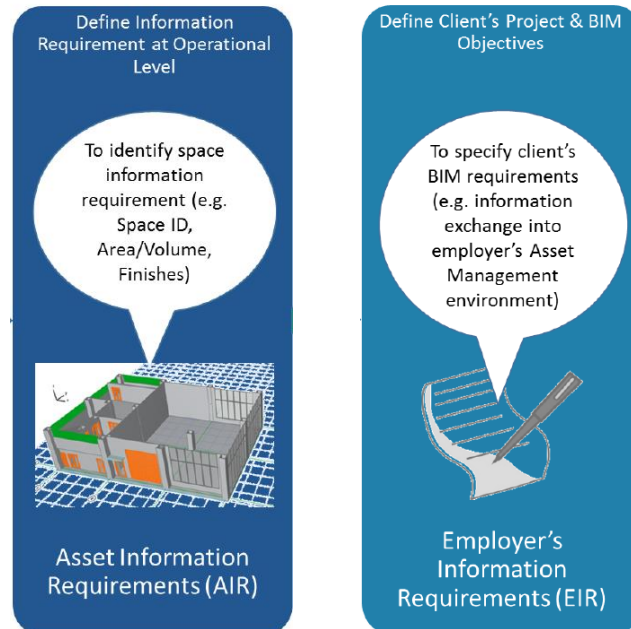 Define Information
Requirement at Operational
Level
To identify space
information
requirement (e.g.
Space ID,
Area/Volume,
Finishes)
Asset Information
Requirements (AIR)
Define Client's Project & BIM
Objectives
To specify client's
BIM requirements
(e.g. information
exchange into
employer's Asset
Management
environment)
Employer's
Information
Requirements (EIR)